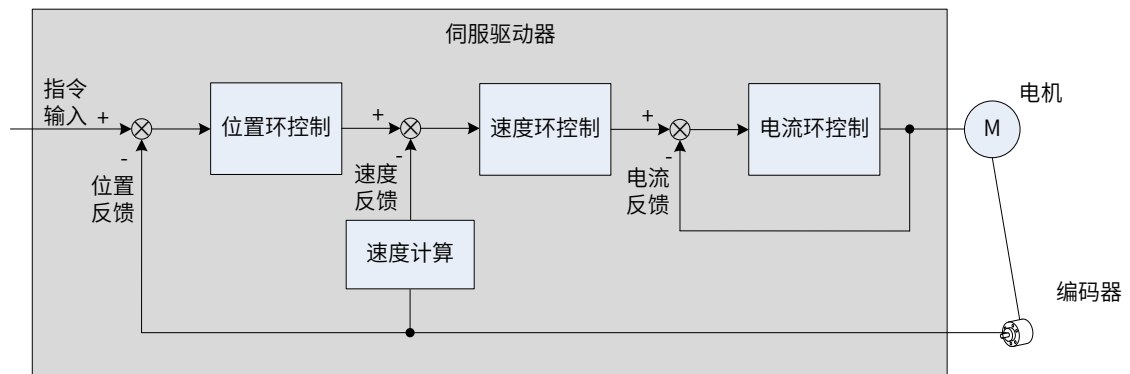 伺服驱动器
指令
输入
+
-
位置
反馈
位置环控制
+
-
速度
反馈
速度计算
速度环控制
+
-
电流
反馈
电流环控制
电机
M
编码器